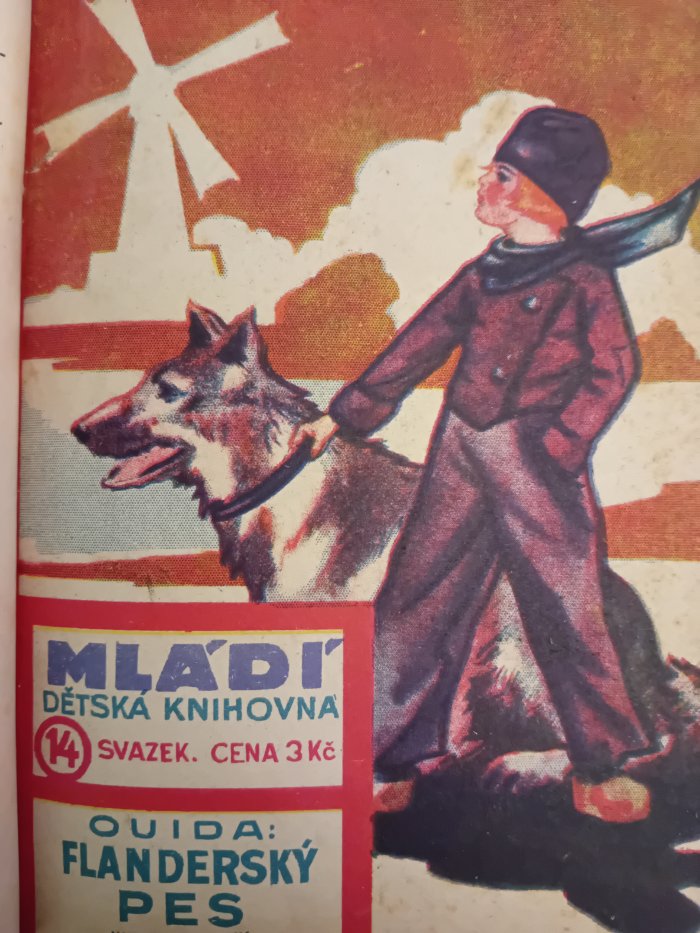 MLÁDÍ
DĚTSKÁ KNIHOVNA
14 SVAZEK. CENA 3 Kč
OUIDA:
FLANDERSKÝ
PES